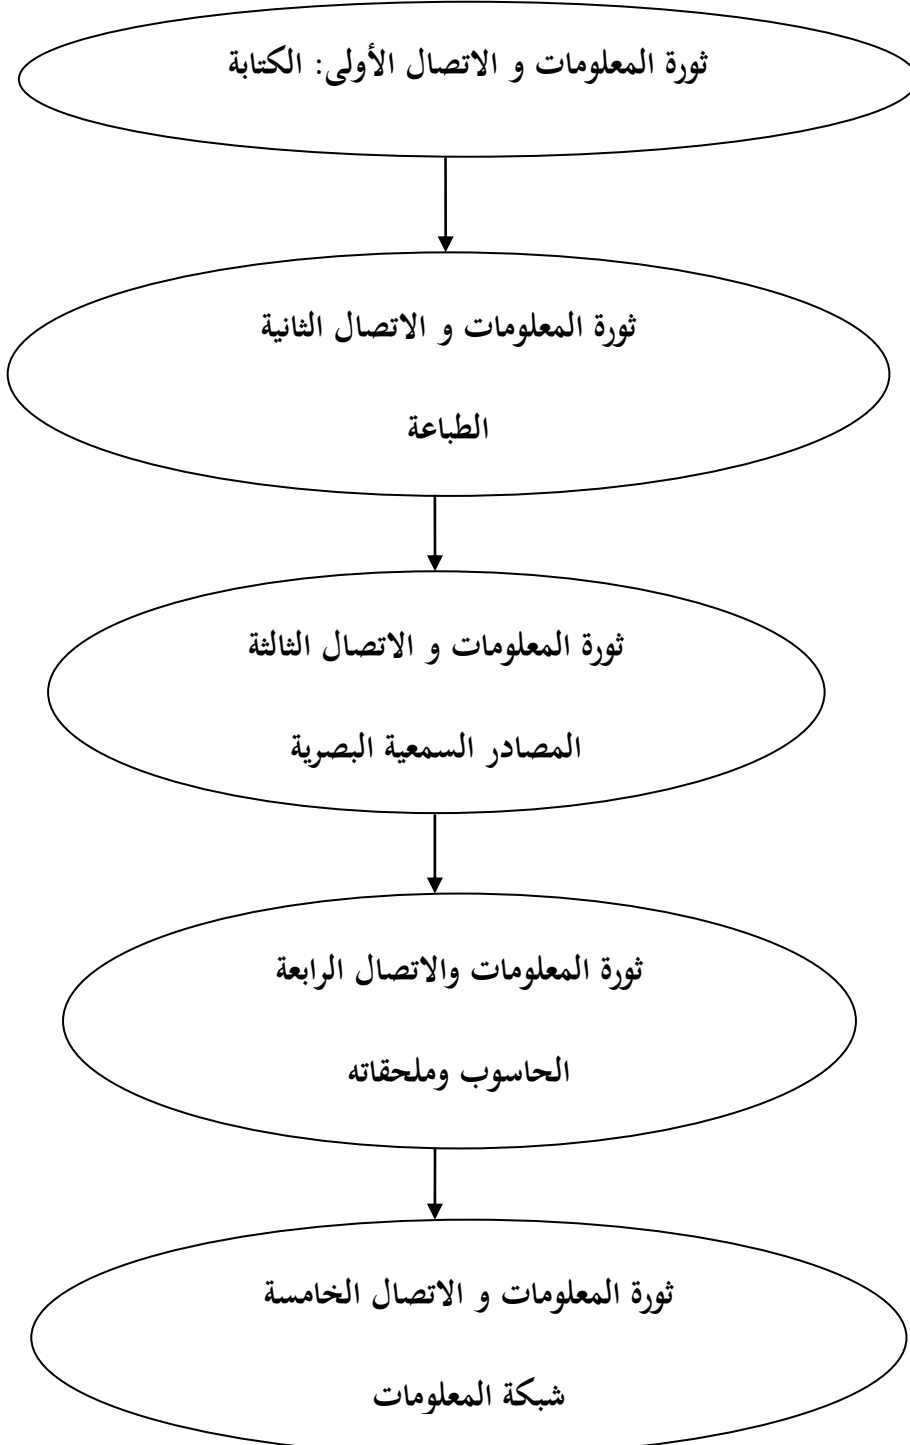 ثورة المعلومات و الاتصال الأولى: الكتابة
ثورة المعلومات و الاتصال الثانية
الطباعة
ثورة المعلومات و الاتصال الثالثة
المصادر السمعية البصرية
ثورة المعلومات والاتصال الرابعة
الحاسوب وملحقاته
ثورة المعلومات و الاتصال الخامسة
شبكة المعلومات